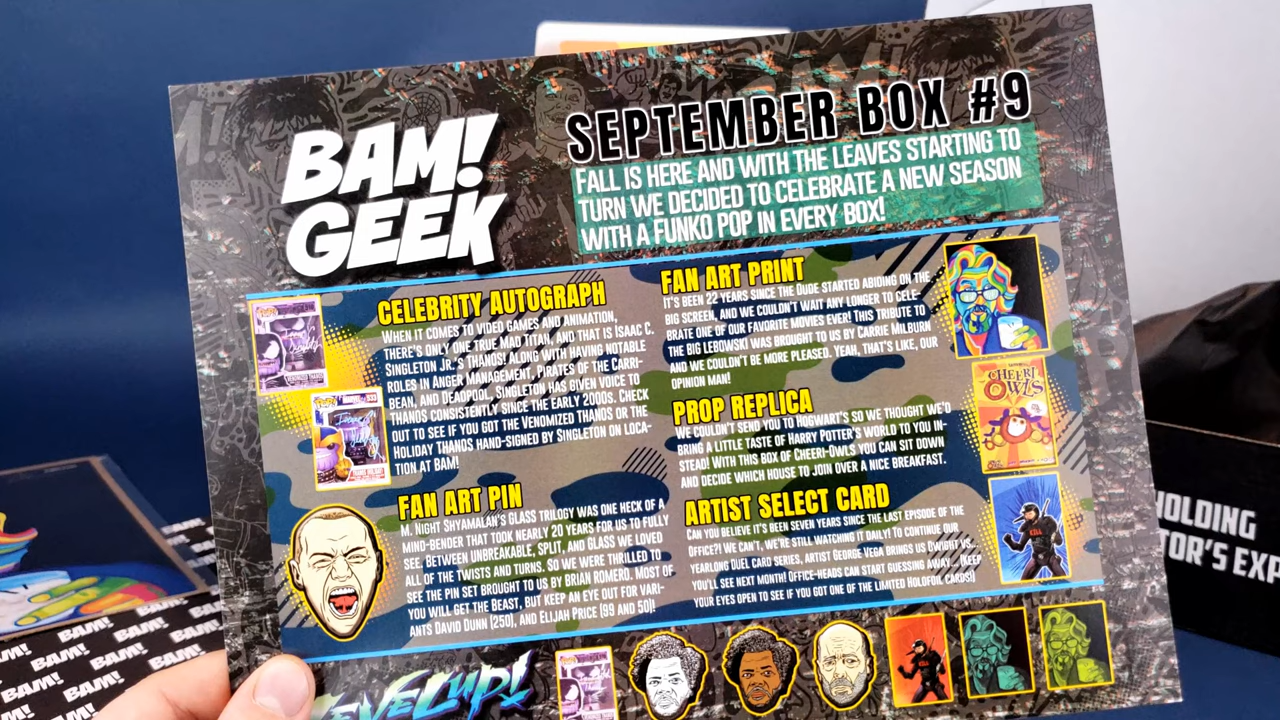 BAM!
GEEK
SEPTEMBER BOX #9
FALL IS HERE AND WITH THE LEAVES STARTING TO
TURN WE DECIDED TO CELEBRATE A NEW SEASON
WITH A FUNKO POP IN EVERY BOX!
CELEBRITY AUTOGRAPH
WHEN IT COMES TO VIDEO GAMES AND ANIMATION,
THERE'S ONLY ONE TRUE MAD TITAN, AND THAT IS ISAAC C.
SINGLETON JR.'S THANOS! ALONG WITH HAVING NOTABLE
ROLES IN ANGER MANAGEMENT, PIRATES OF THE CARRI-
BEAN, AND DEADPOOL, SINGLETON HAS GIVEN VOICE TO
THANOS CONSISTENTLY SINCE THE EARLY 2000S. CHECK
OUT TO SEE IF YOU GOT THE VENOMIZED THANOS OR THE
HOLIDAY THANOS HAND-SIGNED BY SINGLETON ON LOCA-
TION AT BAM!
FAN ART PIN
M. NIGHT SHYAMALAN'S GLASS TRILOGY WAS ONE HECK OF A
MIND-BENDER THAT TOOK NEARLY 20 YEARS FOR US TO FULLY
SEE. BETWEEN UNBREAKABLE, SPLIT, AND GLASS WE LOVED
ALL OF THE TWISTS AND TURNS. SO WE WERE THRILLED TO
SEE THE PIN SET BROUGHT TO US BY BRIAN ROMERO. MOST OF
YOU WILL GET THE BEAST, BUT KEEP AN EYE OUT FOR VARI-
ANTS DAVID DUNN (250), AND ELIJAH PRICE (99 AND 50)!
FAN ART PRINT
IT'S BEEN 22 YEARS SINCE THE DUDE STARTED ABIDING ON THE
BIG SCREEN, AND WE COULDN'T WAIT ANY LONGER TO CELE-
BRATE ONE OF OUR FAVORITE MOVIES EVER! THIS TRIBUTE TO
THE BIG LEBOWSKI WAS BROUGHT TO US BY CARRIE MILBURN
AND WE COULDN'T BE MORE PLEASED. YEAH, THAT'S LIKE, OUR
OPINION MAN!
PROP REPLICA
WE COULDN'T SEND YOU TO HOGWART'S SO WE THOUGHT WE'D
BRING A LITTLE TASTE OF HARRY POTTER'S WORLD TO YOU IN-
STEAD! WITH THIS BOX OF CHEERI-OWLS YOU CAN SIT DOWN
AND DECIDE WHICH HOUSE TO JOIN OVER A NICE BREAKFAST.
ARTIST SELECT CARD
CAN YOU BELIEVE IT'S BEEN SEVEN YEARS SINCE THE LAST EPISODE OF THE
OFFICE?! WE CAN'T, WE'RE STILL WATCHING IT DAILY! TO CONTINUE OUR
YEARLONG DUEL CARD SERIES, ARTIST GEORGE VEGA BRINGS US DWIGHT VS...
YOU'LL SEE NEXT MONTH! OFFICE-HEADS CAN START GUESSING AWAY... (KEEP
YOUR EYES OPEN TO SEE IF YOU GOT ONE OF THE LIMITED HOLOFOIL CARDS!)
CHEERI
OWLS
LEVEL UP!
HOLDING
TOR'S EXP
BAM! BAM! BAM!